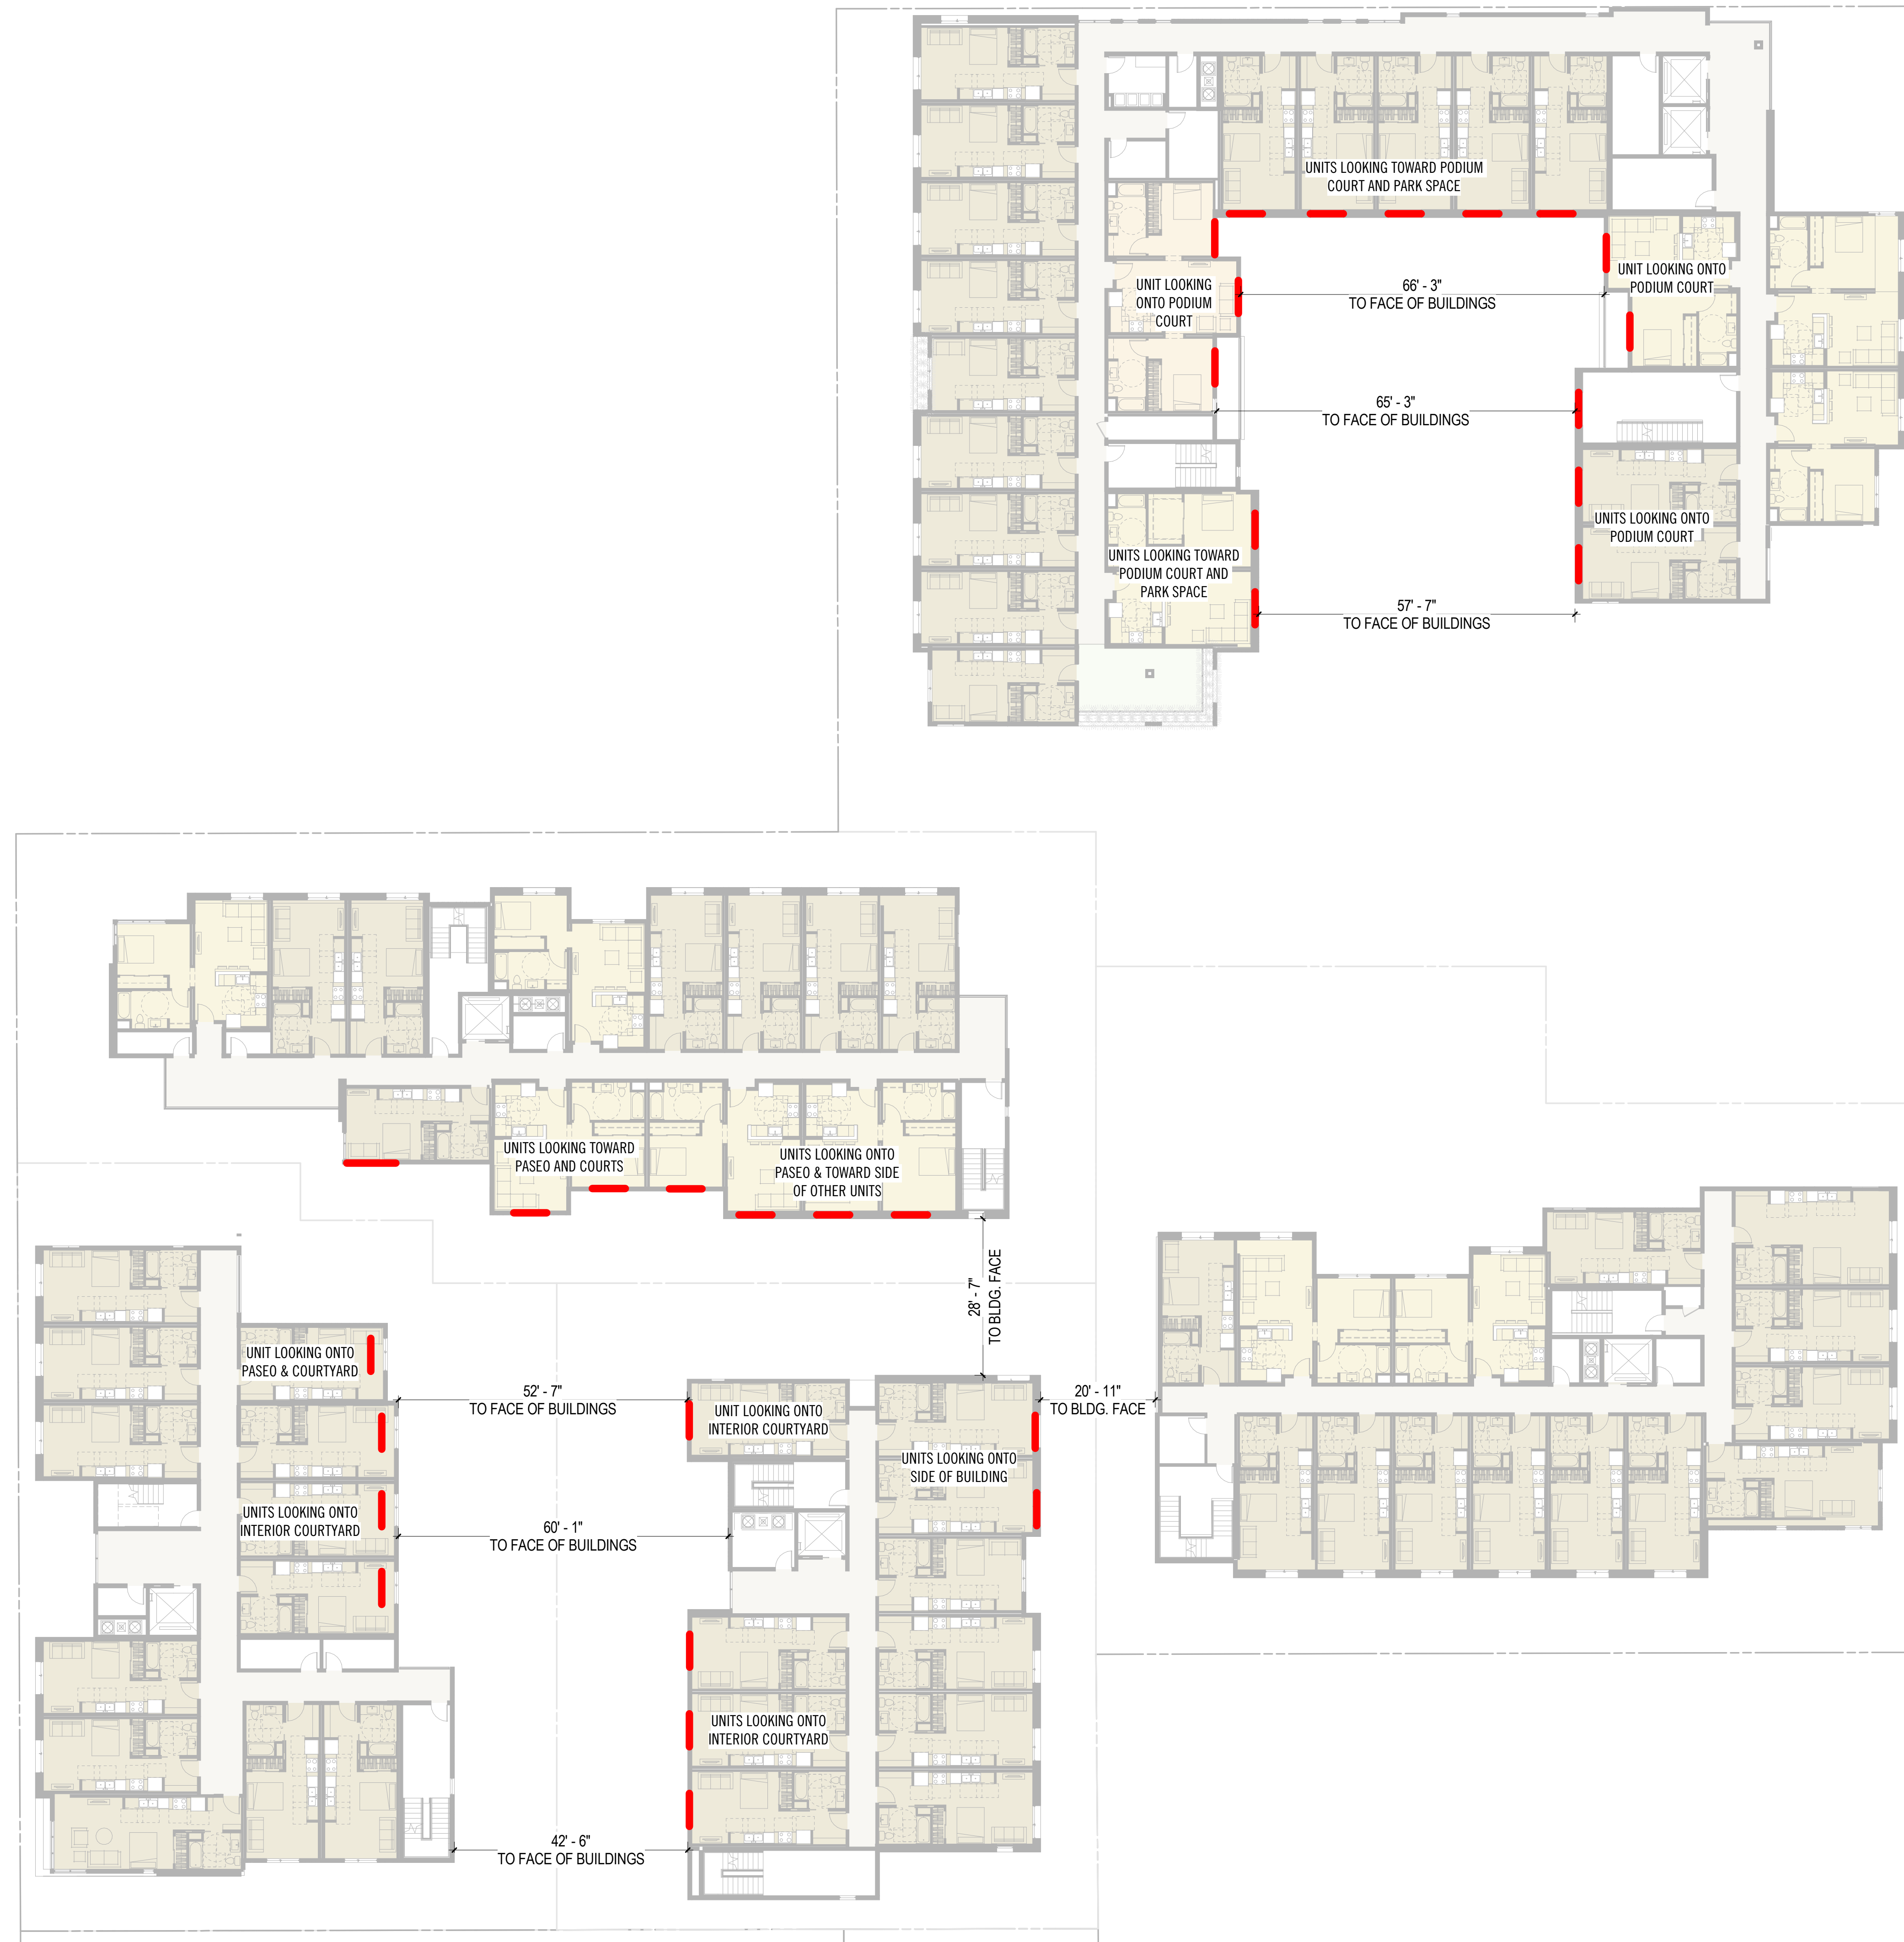 UNITS LOOKING TOWARD PODIUM
COURT AND PARK SPACE
UNIT LOOKING
ONTO PODIUM
COURT
66' - 3"
TO FACE OF BUILDINGS
UNIT LOOKING ONTO
PODIUM COURT
65' - 3"
TO FACE OF BUILDINGS
UNITS LOOKING TOWARD
PODIUM COURT AND
PARK SPACE
UNITS LOOKING ONTO
PODIUM COURT
57' - 7"
TO FACE OF BUILDINGS
UNITS LOOKING TOWARD
PASEO AND COURTS
UNITS LOOKING ONTO
PASEO & TOWARD SIDE
OF OTHER UNITS
28' - 7"
TO BLDG. FACE
UNIT LOOKING ONTO
PASEO & COURTYARD
52' - 7"
TO FACE OF BUILDINGS
UNIT LOOKING ONTO
INTERIOR COURTYARD
20' - 11"
TO BLDG. FACE
UNITS LOOKING ONTO
SIDE OF BUILDING
UNITS LOOKING ONTO
INTERIOR COURTYARD
60' - 1"
TO FACE OF BUILDINGS
UNITS LOOKING ONTO
INTERIOR COURTYARD
42' - 6"
TO FACE OF BUILDINGS